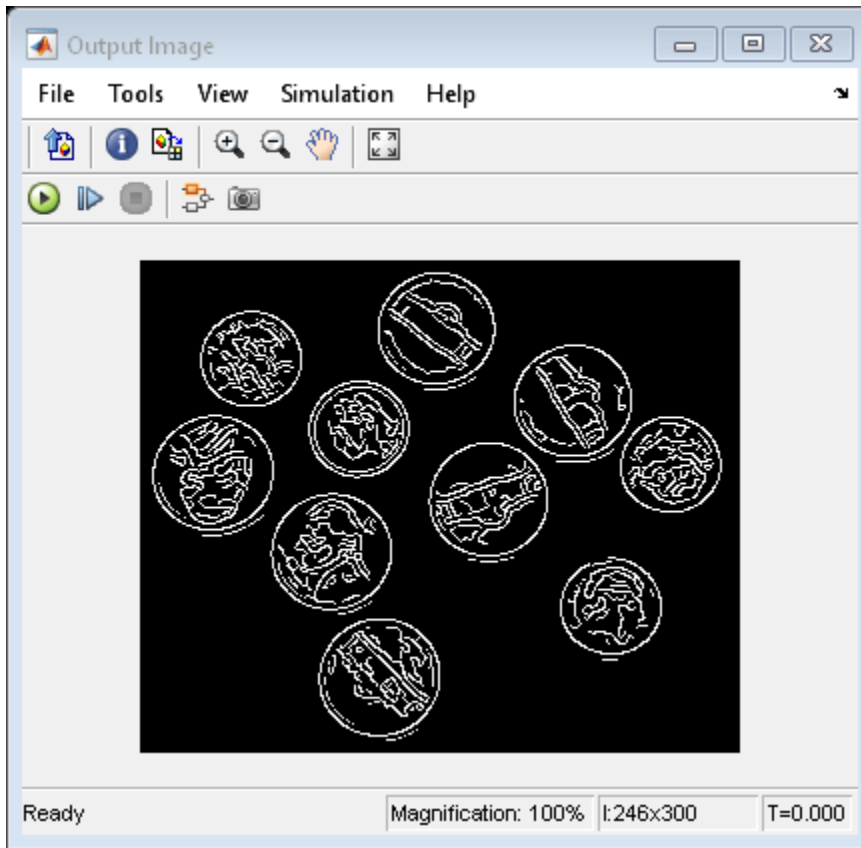 Output Image
File Tools View Simulation Help
Ready Magnification: 100% I:246x300 T=0.000